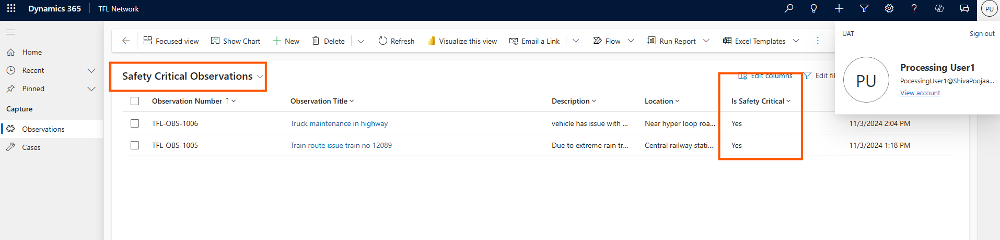 Dynamics 365 TFL Network PU
UAT Sign out
Home
Focused view Show Chart New Delete Refresh Visualize this view Email a Link Flow Run Report Excel Templates
Recent
Pinned
Capture
Observations
Cases
Safety Critical Observations
Edit columns Edit fi
PU
Processing User1
PocessingUser1@ShivaPoojaa...
View account
Observation Number Observation Title Description Location Is Safety Critical
TFL-OBS-1006 Truck maintenance in highway vehicle has issue with ... Near hyper loop roa... Yes 11/3/2024 2:04 PM
TFL-OBS-1005 Train route issue train no 12089 Due to extreme rain tr... Central railway stati... Yes 11/3/2024 1:18 PM